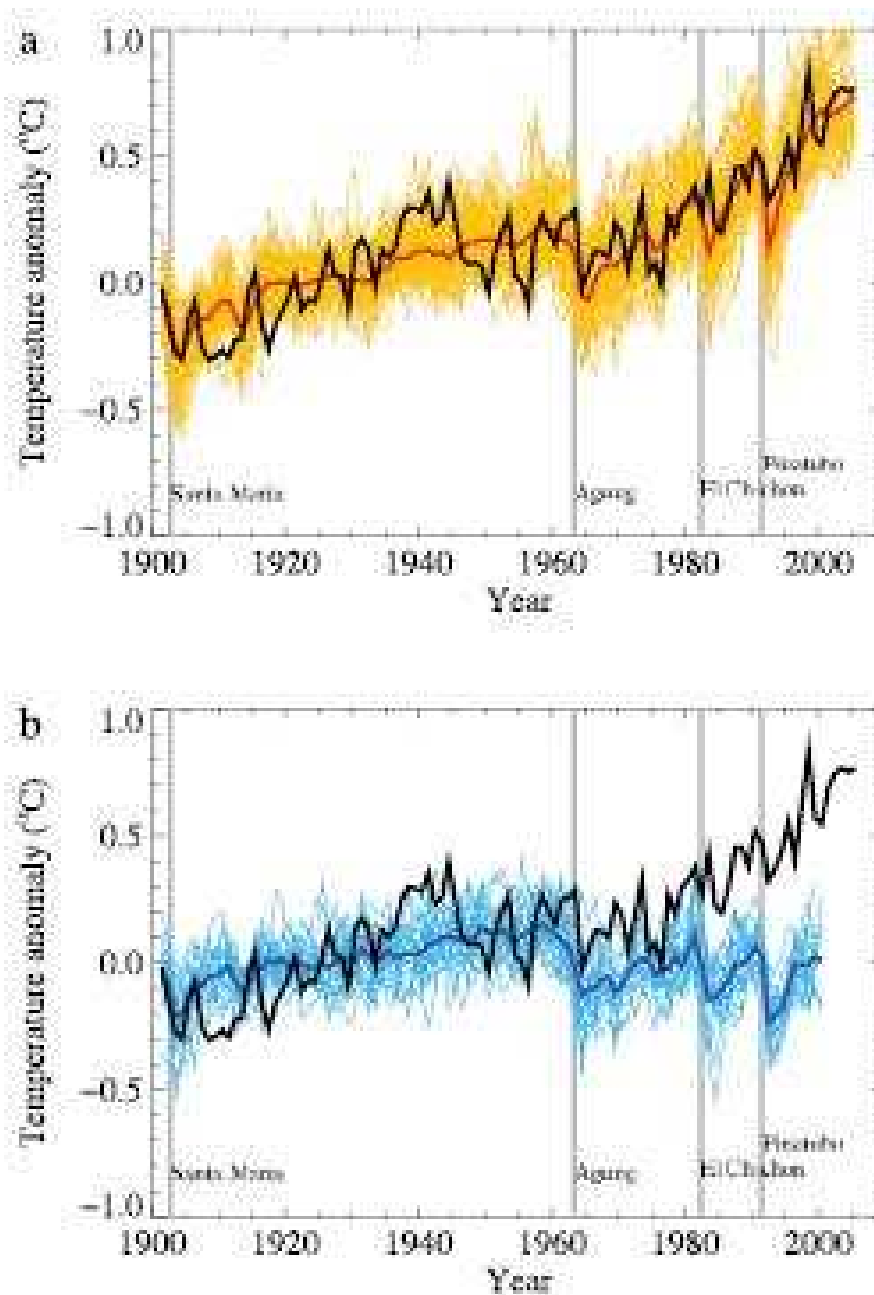 a
Temperature anomaly (°C)
1.0
0.5
0.0
−0.5
−1.0
Santa Maria
Agung
El Chichon
Pinatubo
1900 1920 1940 1960 1980 2000
Year
b
Temperature anomaly (°C)
1.0
0.5
0.0
−0.5
−1.0
Santa Maria
Agung
El Chichon
Pinatubo
1900 1920 1940 1960 1980 2000
Year